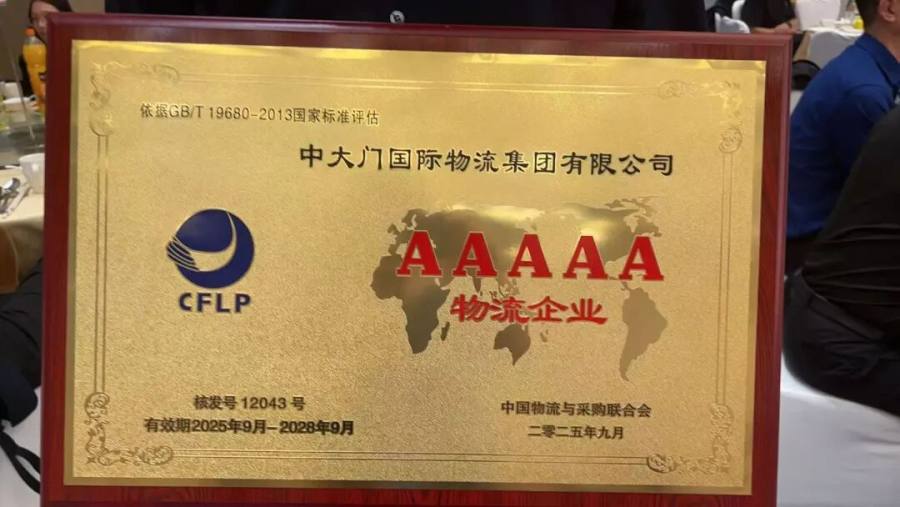 依据GB/T 19680-2013国家标准评估
中大门国际物流集团有限公司
AAAAA
物流企业
CFLP
核发号 12043 号
有效期2025年9月-2028年9月
中国物流与采购联合会
二零二五年九月